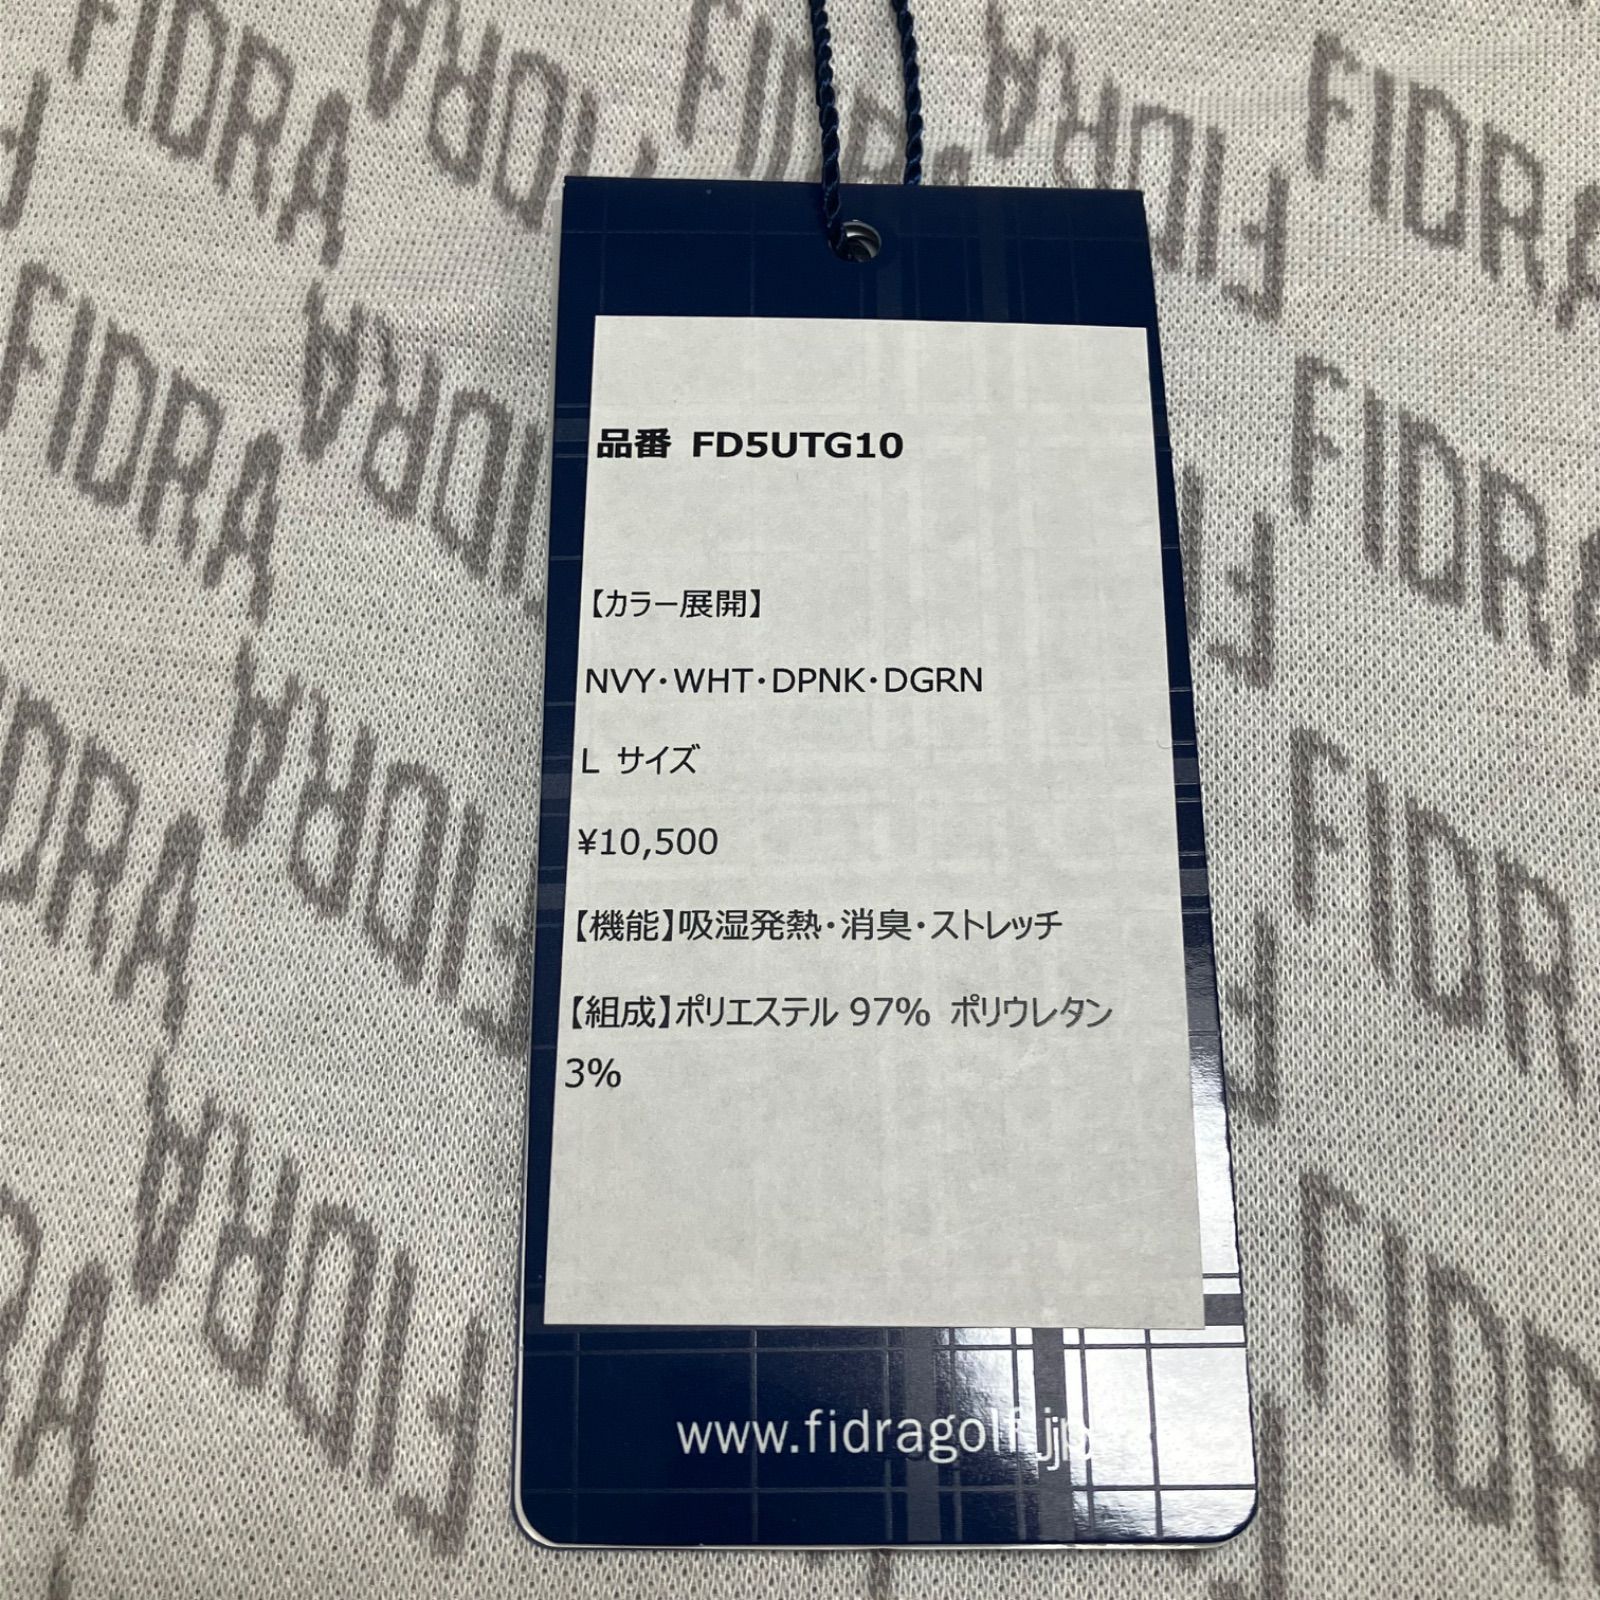 品番 FD5UTG10
【カラー展開】
NVY・WHT・DPNK・DGRN
L サイズ
¥10,500
【機能】吸湿発熱・消臭・ストレッチ
【組成】ポリエステル 97% ポリウレタン
3%
www.fidragolf.jp
FIDRA